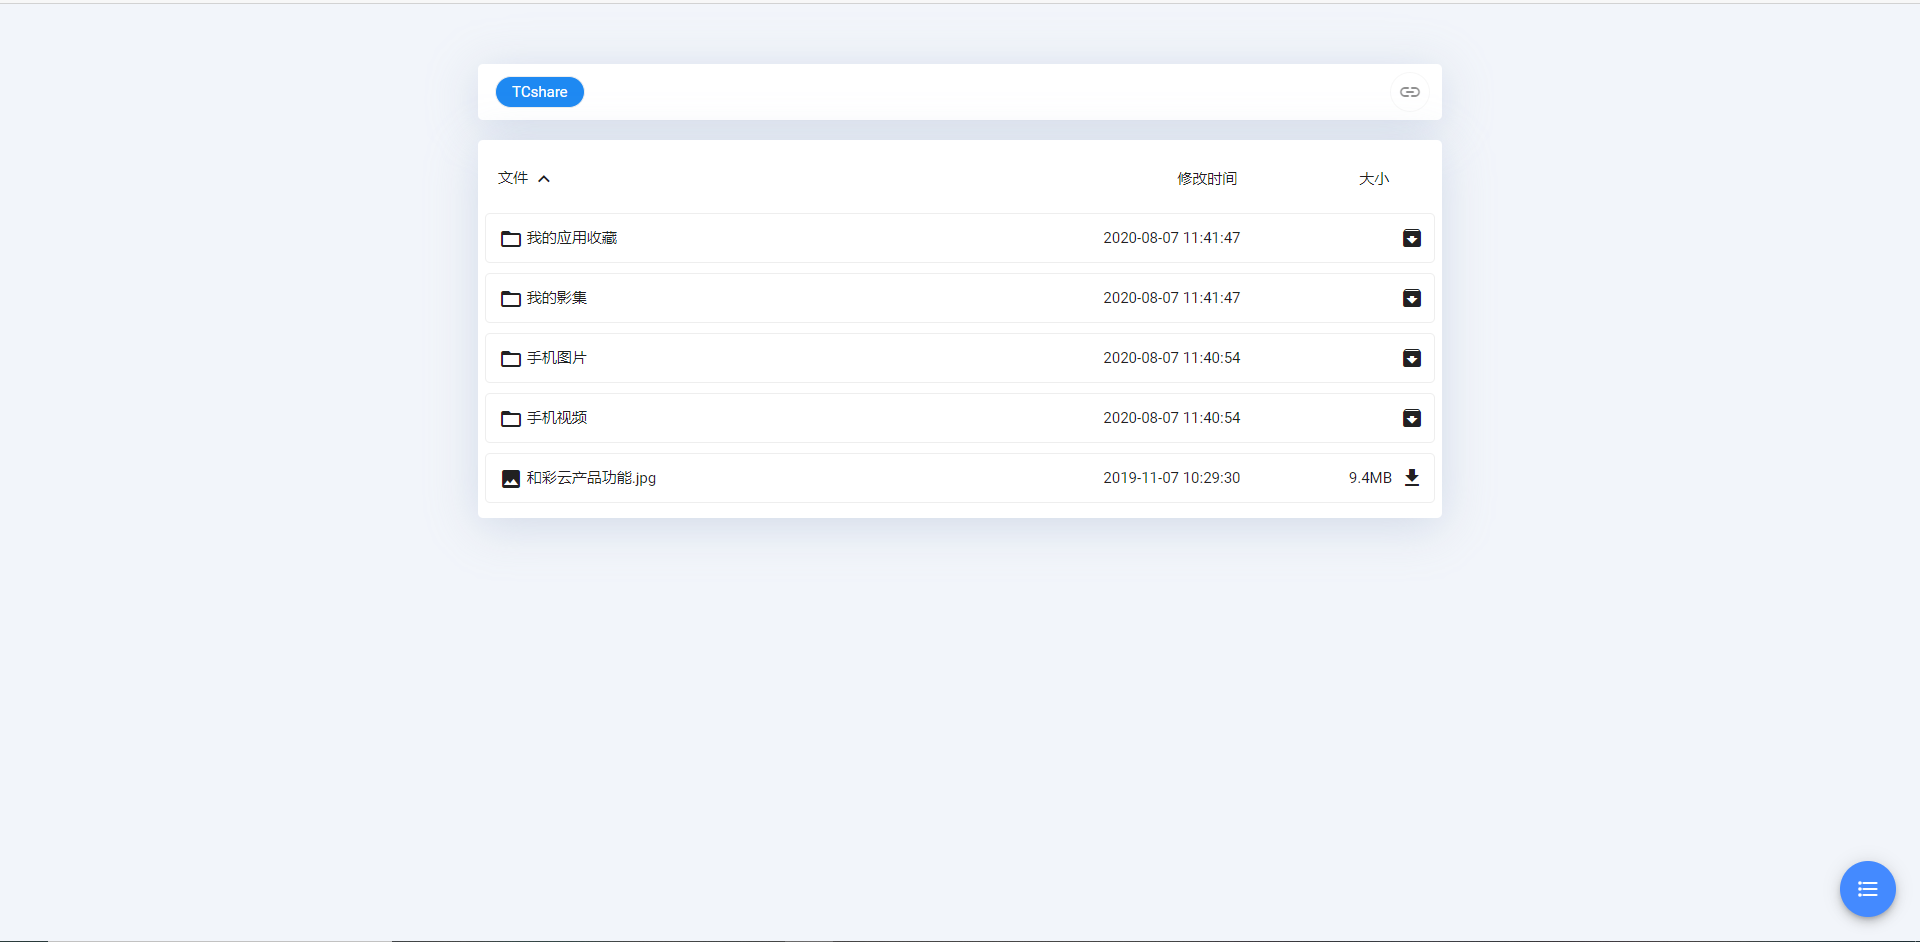 TCshare
文件 修改时间 大小
我的应用收藏 2020-08-07 11:41:47
我的影集 2020-08-07 11:41:47
手机图片 2020-08-07 11:40:54
手机视频 2020-08-07 11:40:54
和彩云产品功能.jpg 2019-11-07 10:29:30 9.4MB